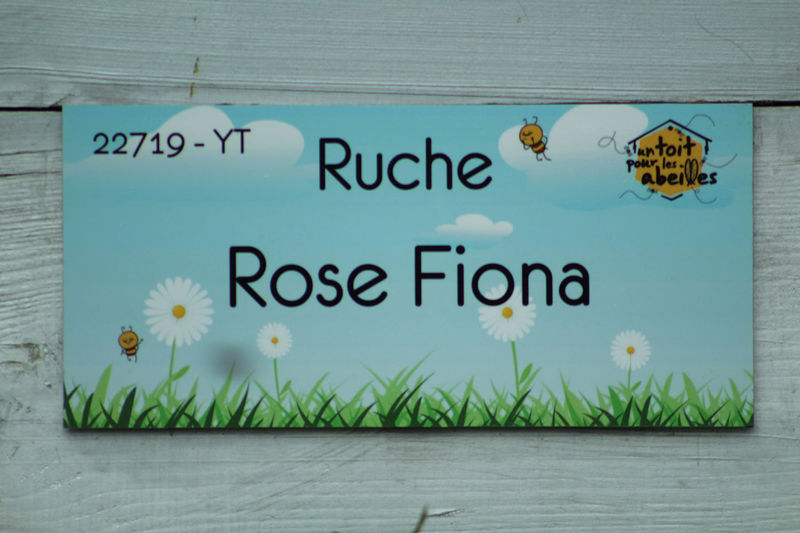 22719 - YT
Ruche
Rose Fiona
un toit
pour les
abeilles